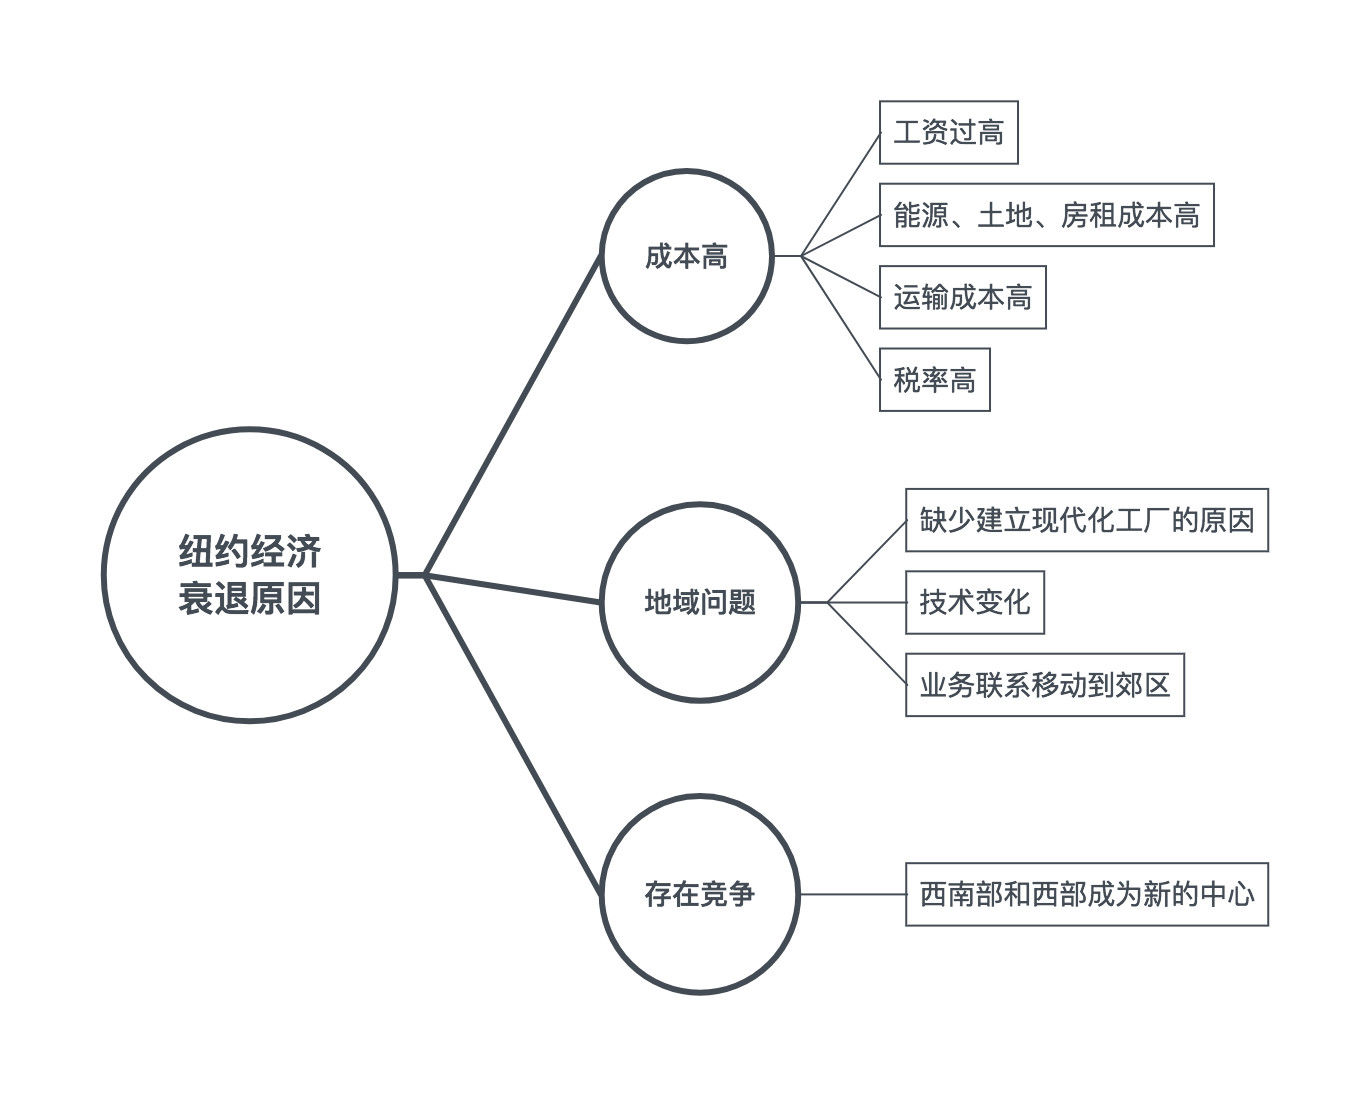 纽约经济
衰退原因
成本高
工资过高
能源、土地、房租成本高
运输成本高
税率高
地域问题
缺少建立现代化工厂的原因
技术变化
业务联系移动到郊区
存在竞争
西南部和西部成为新的中心